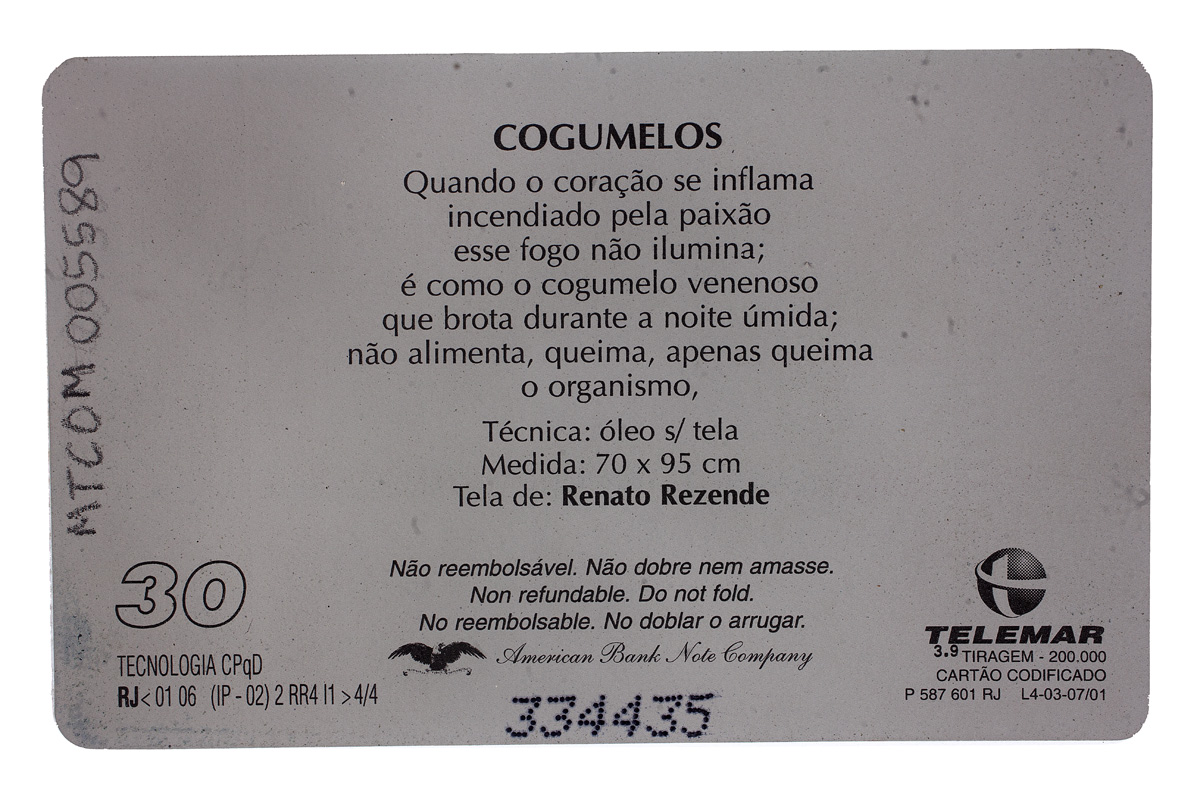 COGUMELOS
Quando o coração se inflama
incendiado pela paixão
esse fogo não ilumina;
é como o cogumelo venenoso
que brota durante a noite úmida;
não alimenta, queima, apenas queima
o organismo,
Técnica: óleo s/ tela
Medida: 70 x 95 cm
Tela de: Renato Rezende
MTCOM 005589
30
TECNOLOGIA CPqD
RJ< 01 06 (IP - 02) 2 RR4 I1 >4/4
Não reembolsável. Não dobre nem amasse.
Non refundable. Do not fold.
No reembolsable. No doblar o arrugar.
American Bank Note Company
334435
TELEMAR
3.9 TIRAGEM - 200.000
CARTÃO CODIFICADO
P 587 601 RJ L4-03-07/01